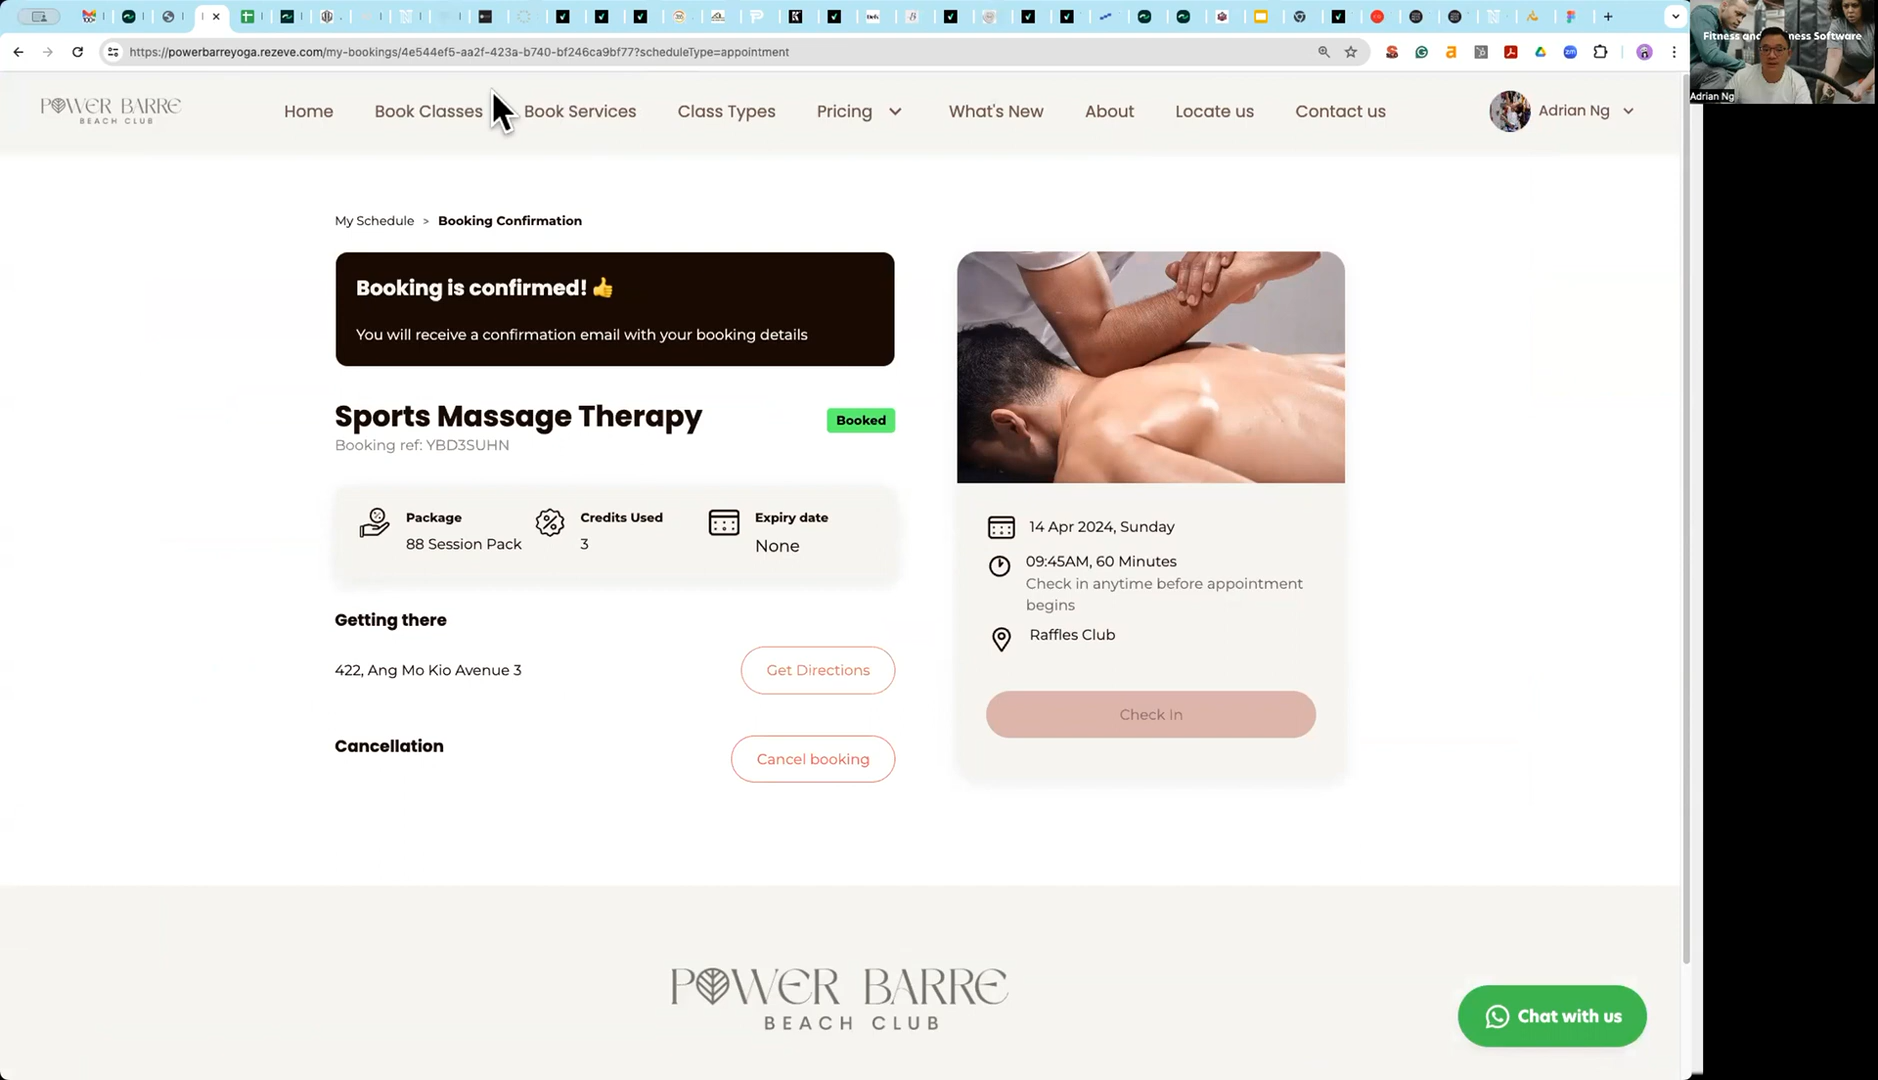 https://powerbarreyoga.rezeve.com/my-bookings/4e544ef5-aa2f-423a-b740-bf246ca9bf77?scheduleType=appointment
Fitness and ness Software
Adrian Ng
POWER BARRE
BEACH CLUB
Home
Book Classes
Book Services
Class Types
Pricing
What's New
About
Locate us
Contact us
Adrian Ng
My Schedule > Booking Confirmation
Booking is confirmed! 👍
You will receive a confirmation email with your booking details
Sports Massage Therapy
Booked
Booking ref: YBD3SUHN
Package
88 Session Pack
Credits Used
3
Expiry date
None
Getting there
422, Ang Mo Kio Avenue 3
Get Directions
Cancellation
Cancel booking
14 Apr 2024, Sunday
09:45AM, 60 Minutes
Check in anytime before appointment
begins
Raffles Club
Check In
POWER BARRE
BEACH CLUB
Chat with us